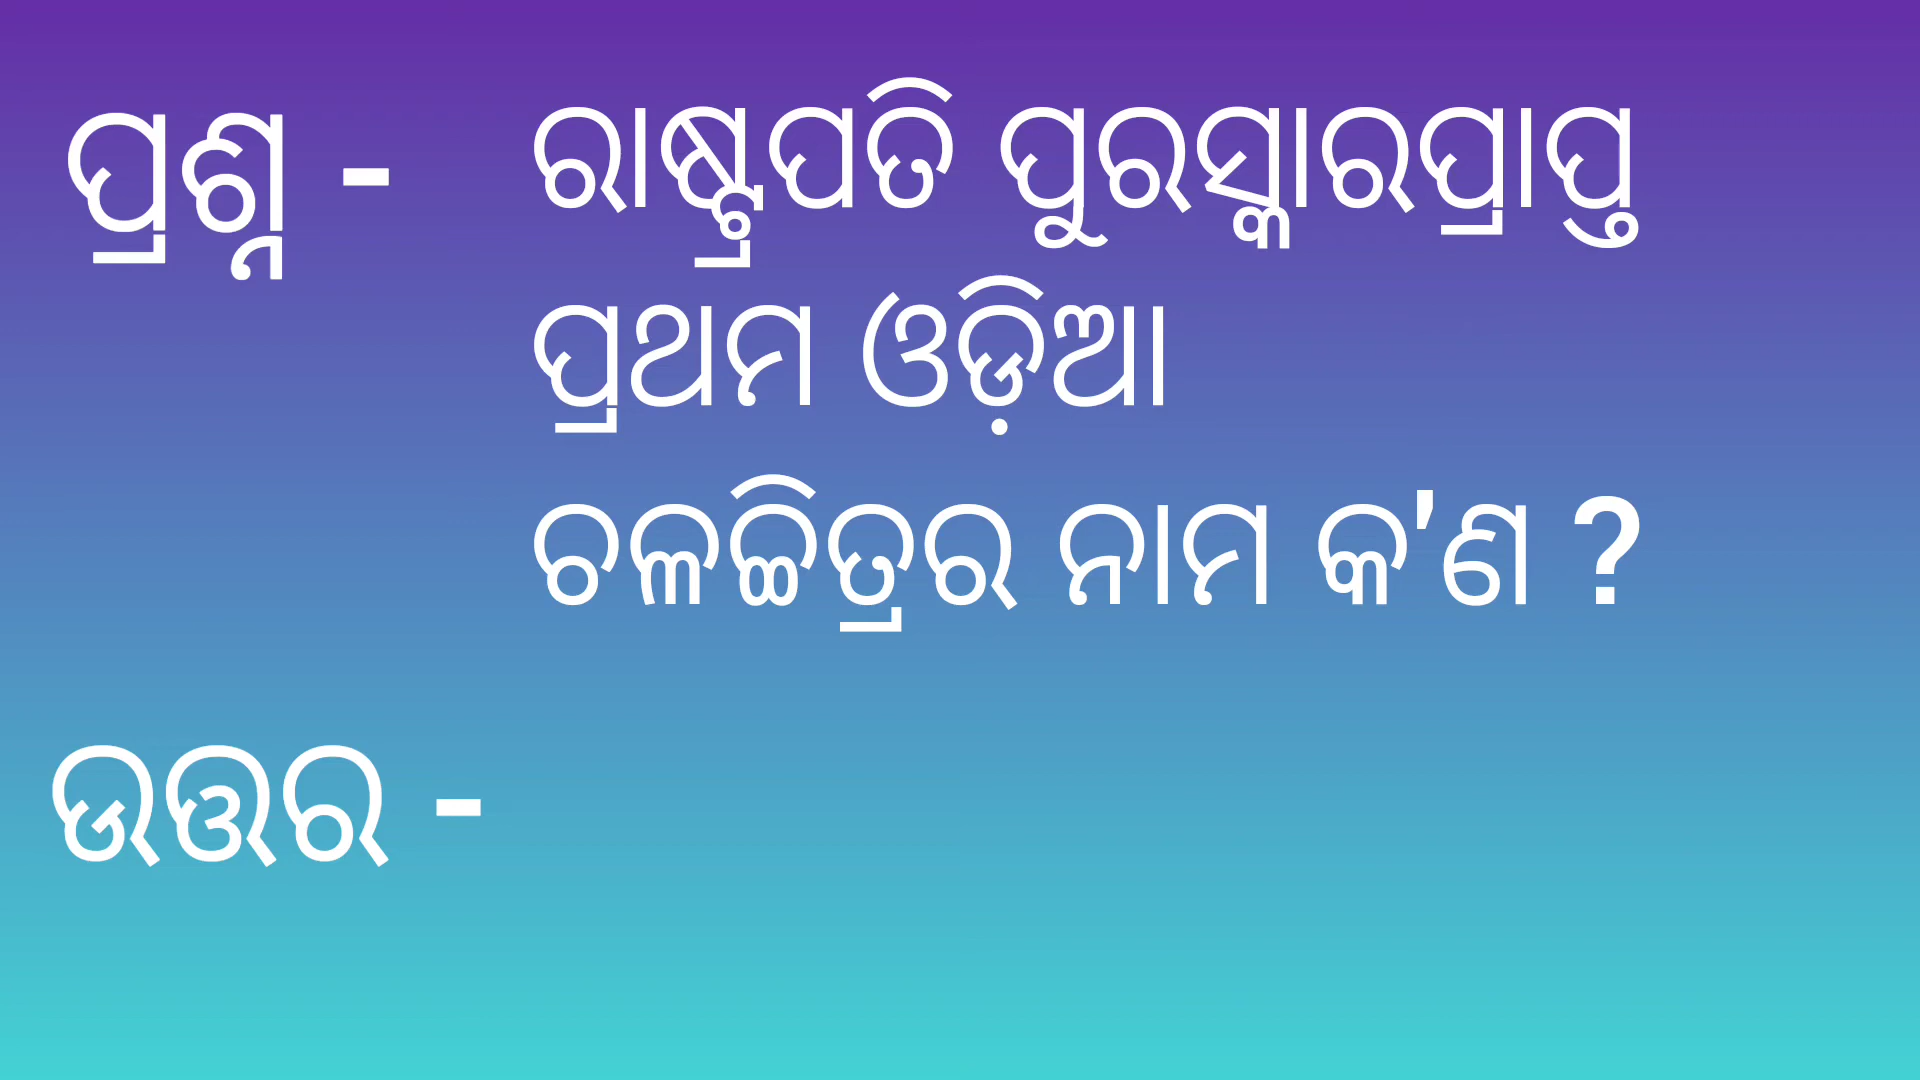 ପ୍ରଶ୍ନ - ରାଷ୍ଟ୍ରପତି ପୁରସ୍କାରପ୍ରାପ୍ତ
ପ୍ରଥମ ଓଡ଼ିଆ
ଚଳଚ୍ଚିତ୍ରର ନାମ କ'ଣ ?
ଉତ୍ତର -